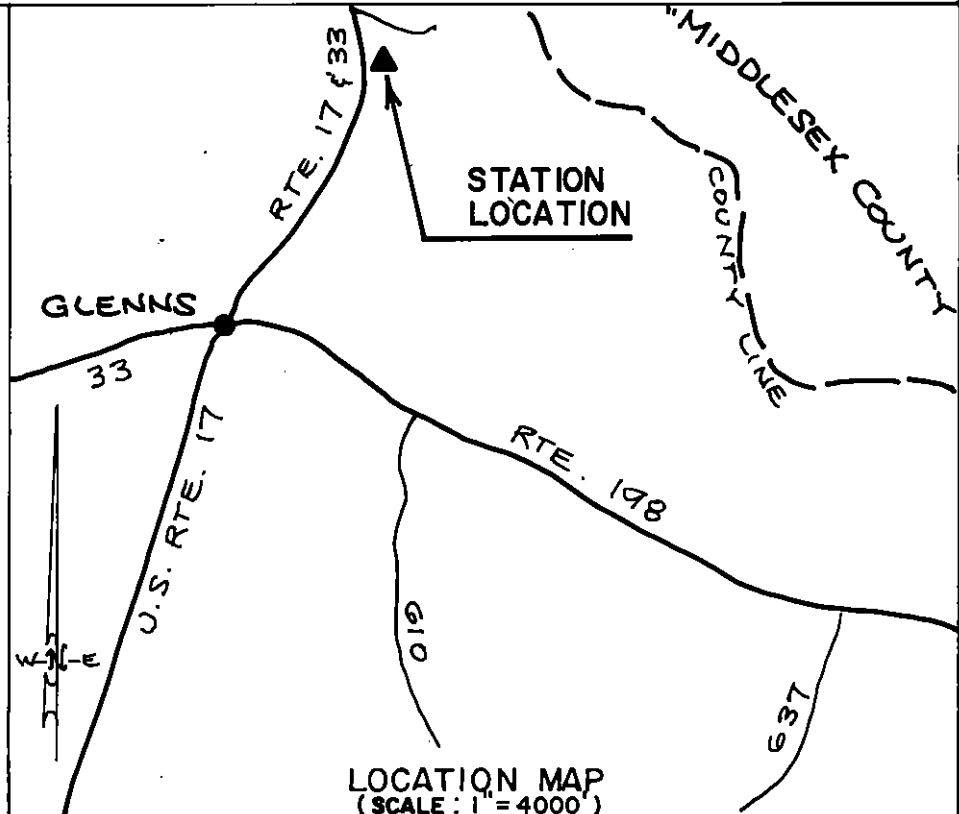 RTE. 17 & 33
"MIDDLESEX COUNTY
STATION
LOCATION
COUNTY LINE
GLENNS
33
RTE. 198
U.S. RTE. 17
610
W
E
637
LOCATION MAP
(SCALE: 1" = 4000')